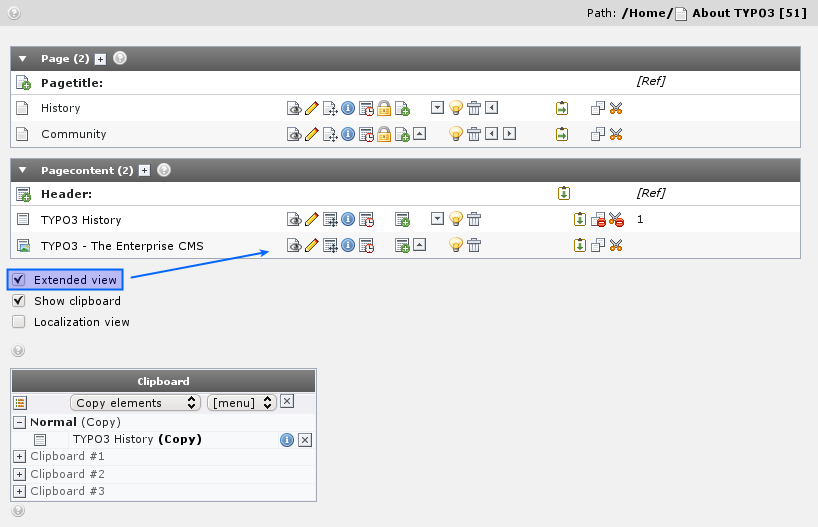 Path: /Home/ About TYPO3 [51]
Page (2)
Pagetitle: [Ref]
History
Community
Pagecontent (2)
Header: [Ref]
TYPO3 History 1
TYPO3 - The Enterprise CMS
Extended view
Show clipboard
Localization view
Clipboard
Copy elements [menu]
Normal (Copy)
TYPO3 History (Copy)
Clipboard #1
Clipboard #2
Clipboard #3